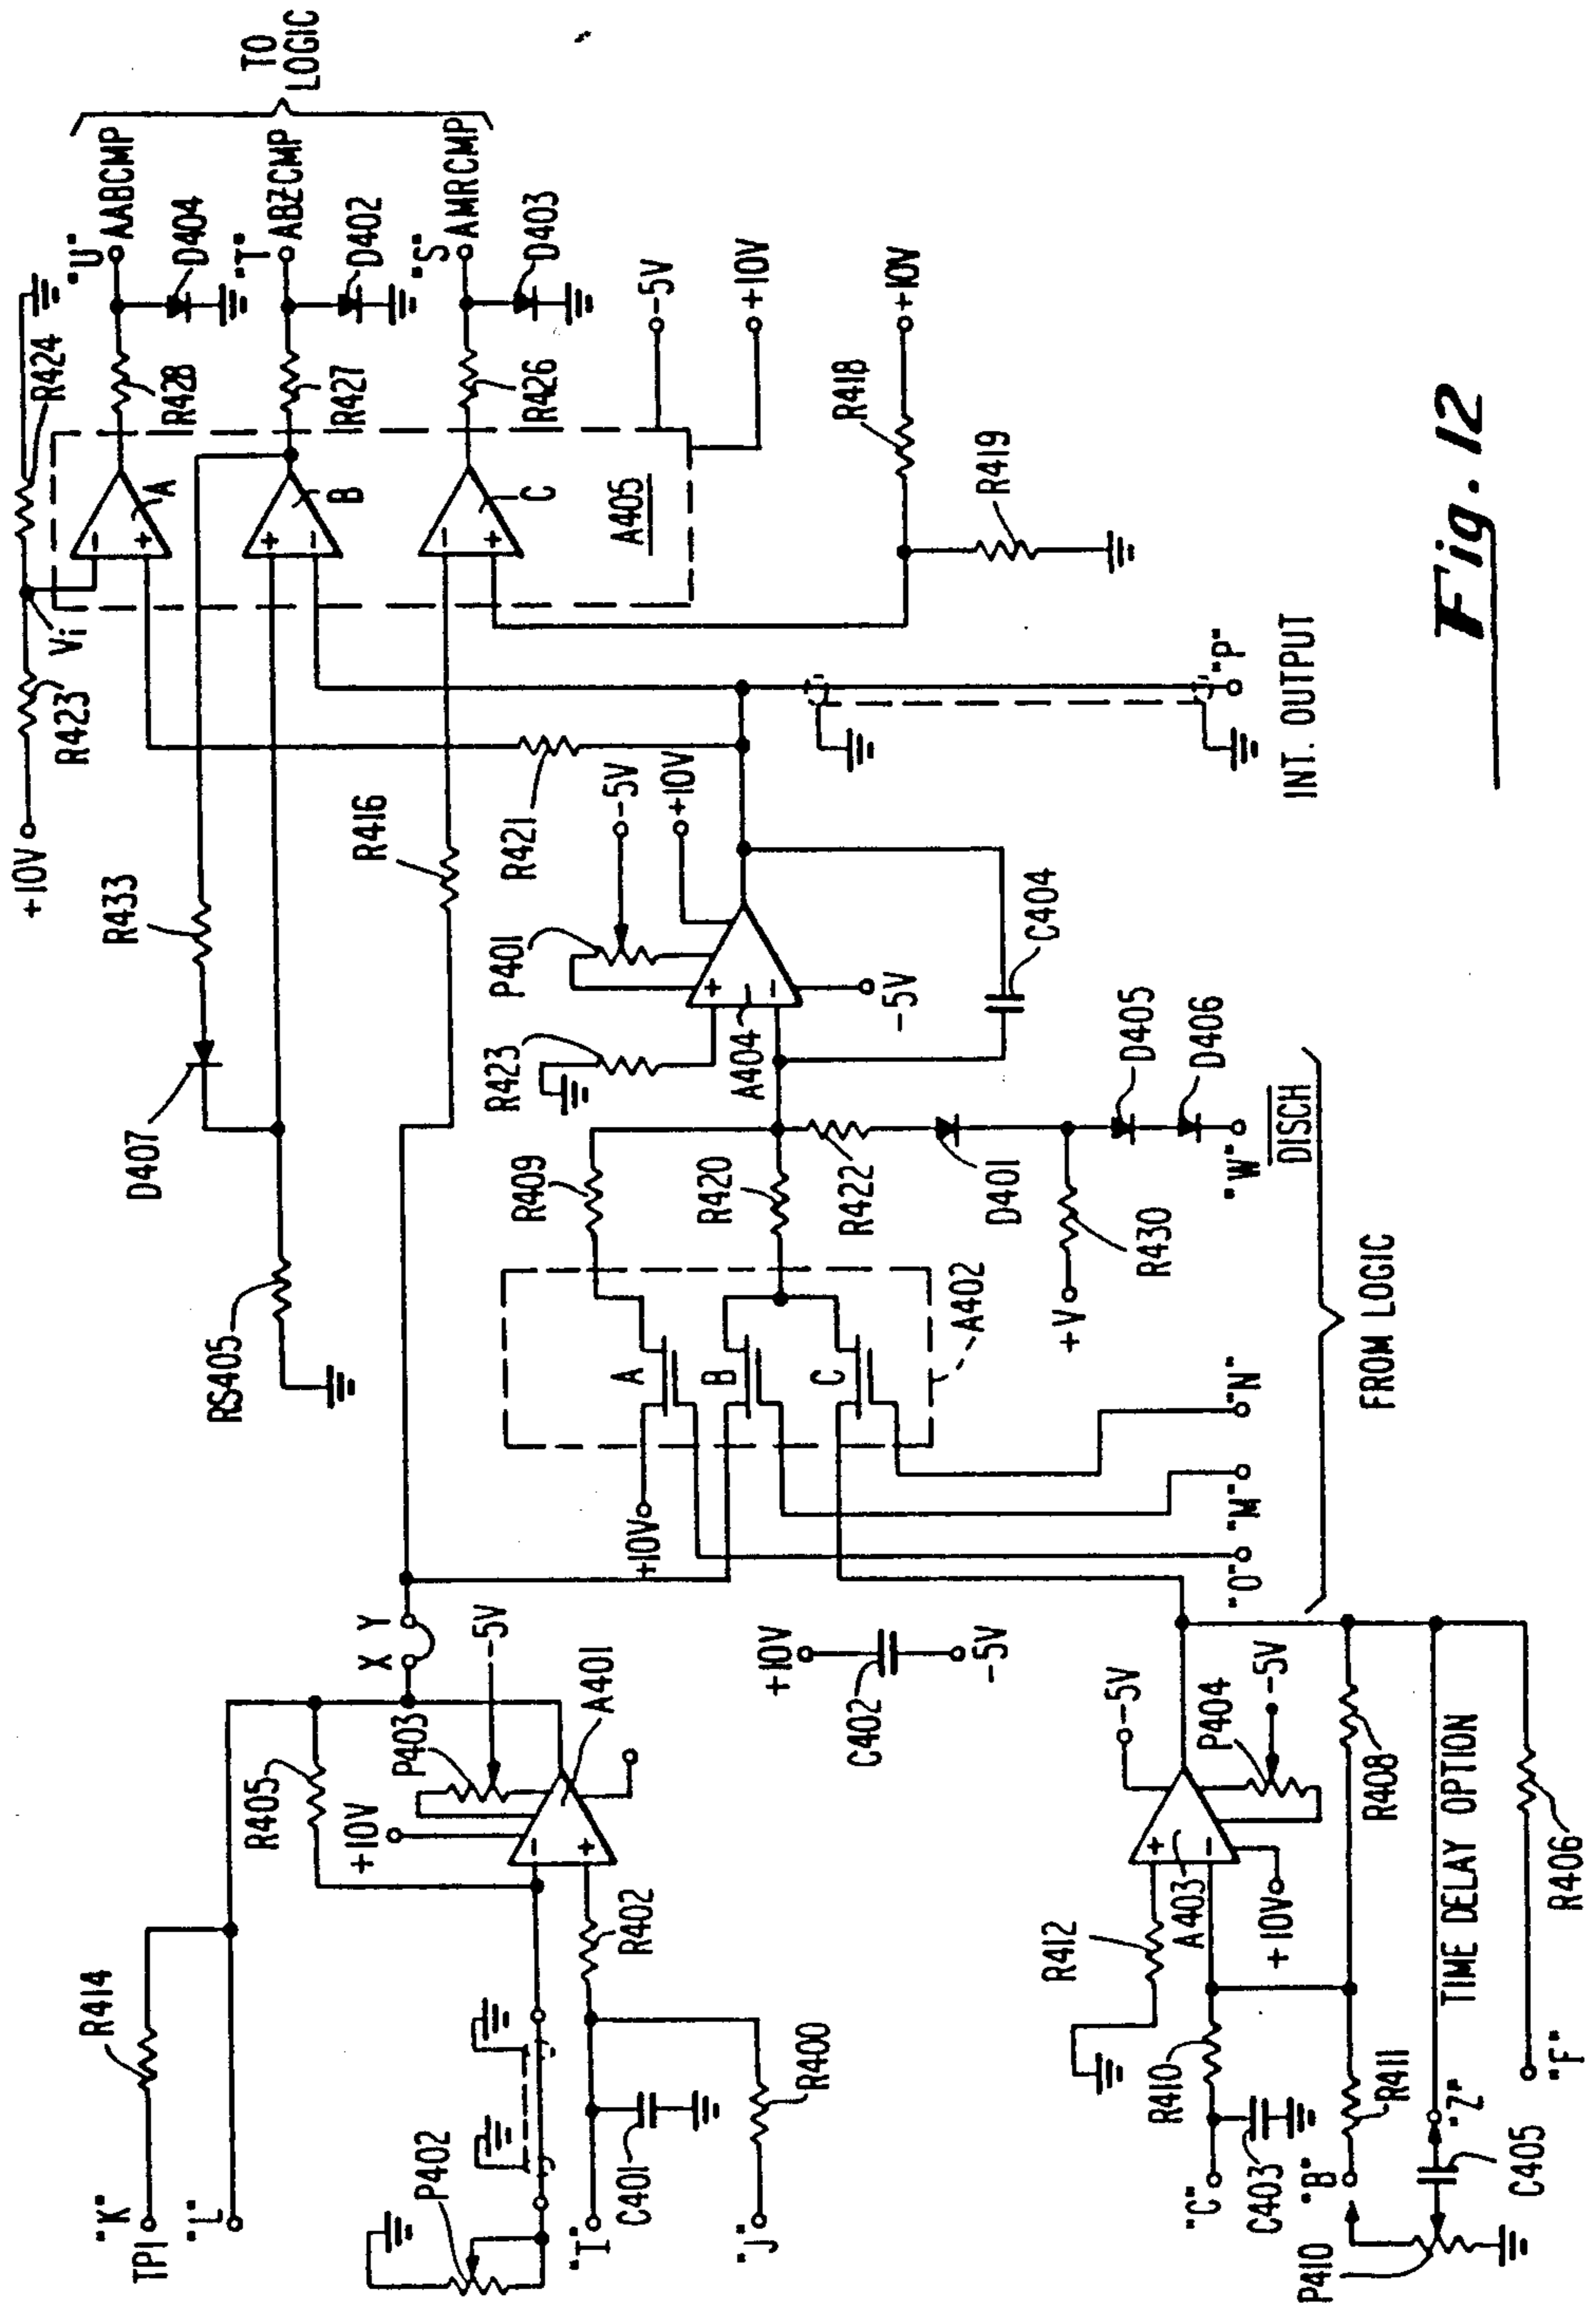 "K"
TP1
R414
"L"
R405
X Y
P403
-5V
+10V
A401
P402
R402
"I"
C401
R400
"J"
-
+
+10V
C402
-5V
"C"
C403
R410
R412
A403
+
-
-5V
P404
-5V
+10V
"B"
R411
R408
P410
C405
"Z"
TIME DELAY OPTION
"F"
R406
RS405
D407
R433
+10V
R423
Vi
R424
R416
A
B
C
+10V
A402
"O" "M" "N"
FROM LOGIC
R409
R420
R422
D401
+V
R430
D405
D406
"W" DISCH
R423
P401
-5V
+10V
A404
+
-
-5V
C404
R421
INT. OUTPUT
"P"
-
+
A
+
-
B
-
+
C
A405
R428
R427
R426
"U" AABCMP
D404
"T" ABZCMP
D402
"S" AMRCMP
D403
TO
LOGIC
-5V
+10V
R418
+10V
R419
Fig. 12